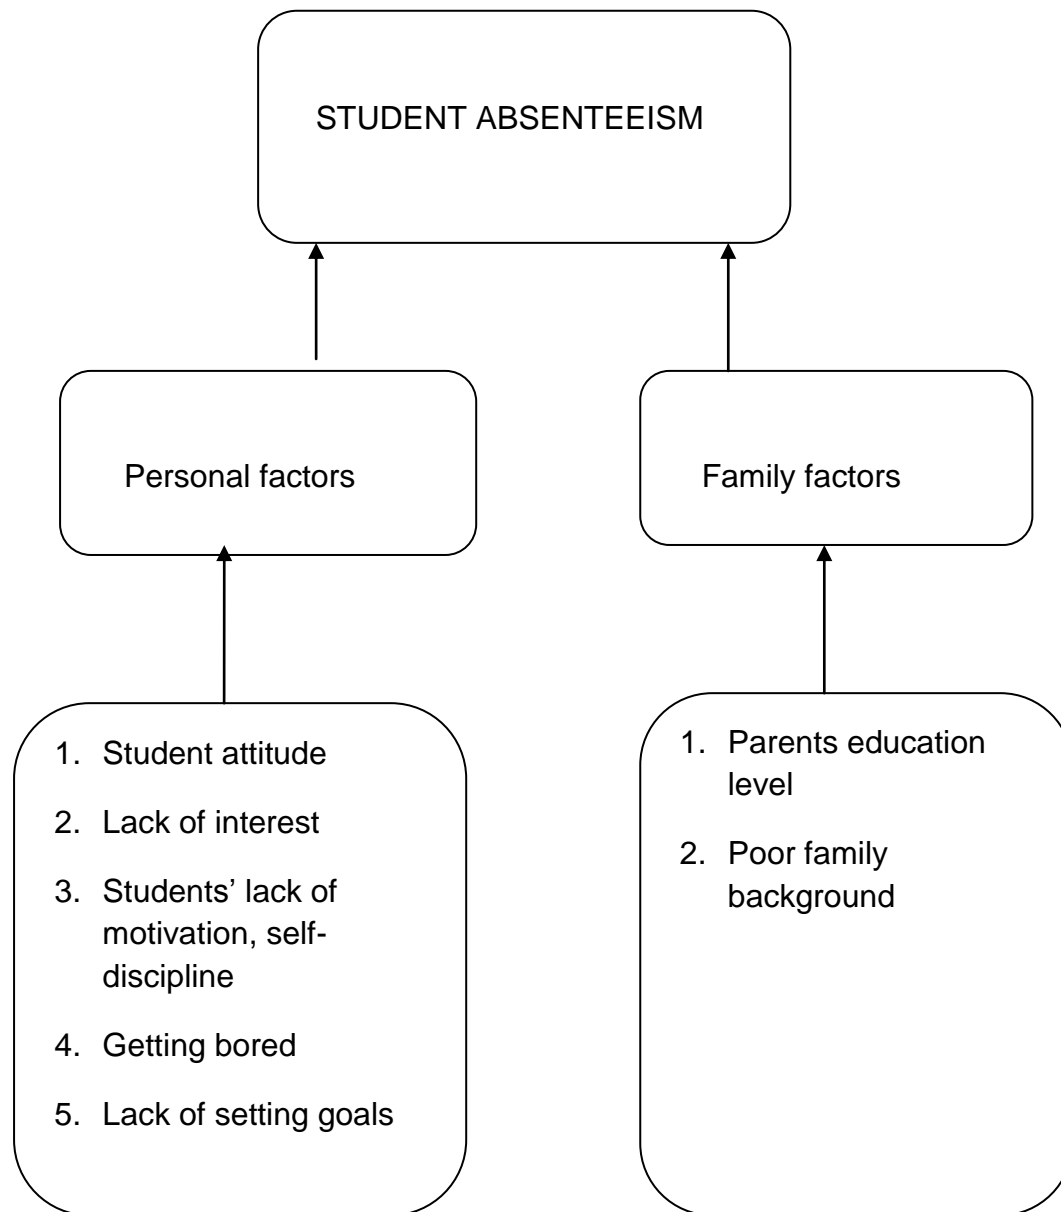 STUDENT ABSENTEEISM
Personal factors
Family factors
1. Student attitude
2. Lack of interest
3. Students’ lack of
motivation, self-
discipline
4. Getting bored
5. Lack of setting goals
1. Parents education
level
2. Poor family
background